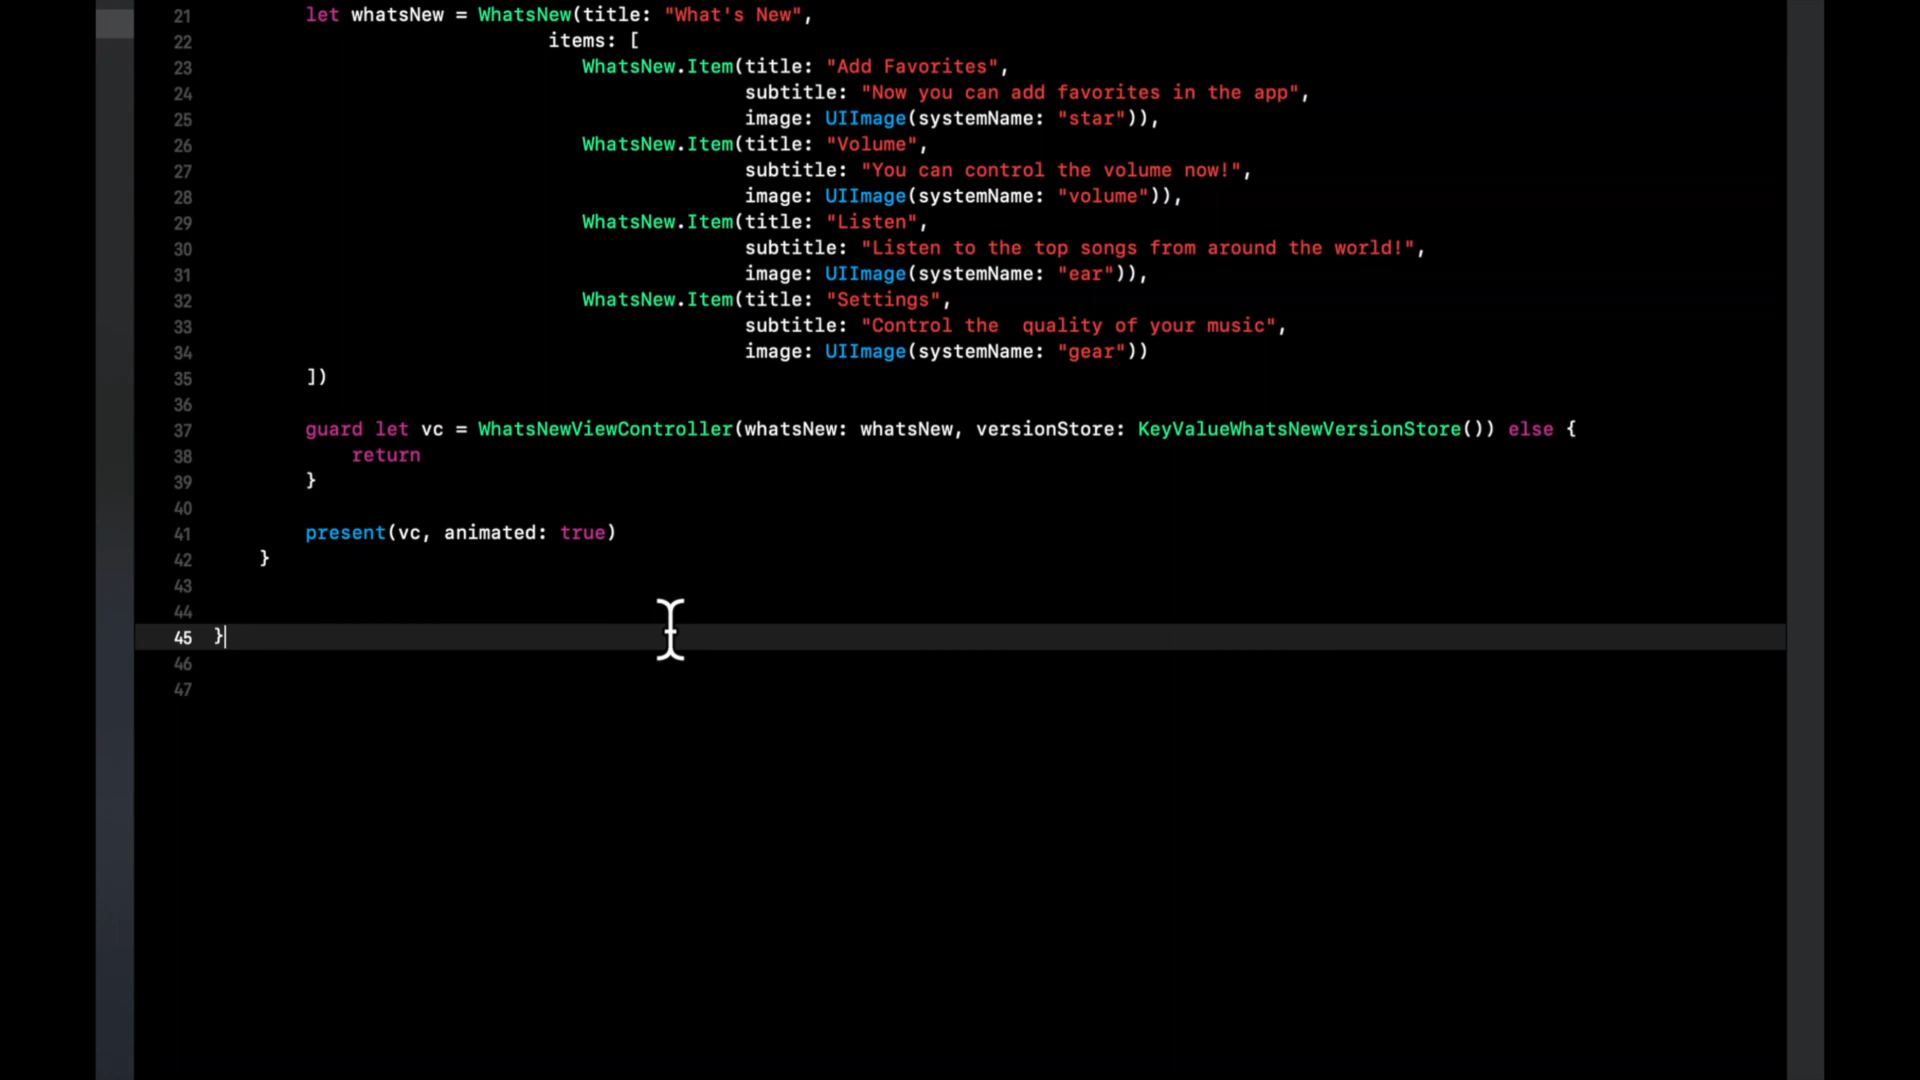 21 let whatsNew = WhatsNew(title: "What's New",
22 items: [
23 WhatsNew.Item(title: "Add Favorites",
24 subtitle: "Now you can add favorites in the app",
25 image: UIImage(systemName: "star")),
26 WhatsNew.Item(title: "Volume",
27 subtitle: "You can control the volume now!",
28 image: UIImage(systemName: "volume")),
29 WhatsNew.Item(title: "Listen",
30 subtitle: "Listen to the top songs from around the world!",
31 image: UIImage(systemName: "ear")),
32 WhatsNew.Item(title: "Settings",
33 subtitle: "Control the  quality of your music",
34 image: UIImage(systemName: "gear"))
35 ])
36
37 guard let vc = WhatsNewViewController(whatsNew: whatsNew, versionStore: KeyValueWhatsNewVersionStore()) else {
38 return
39 }
40
41 present(vc, animated: true)
42 }
43
44
45 }
46
47